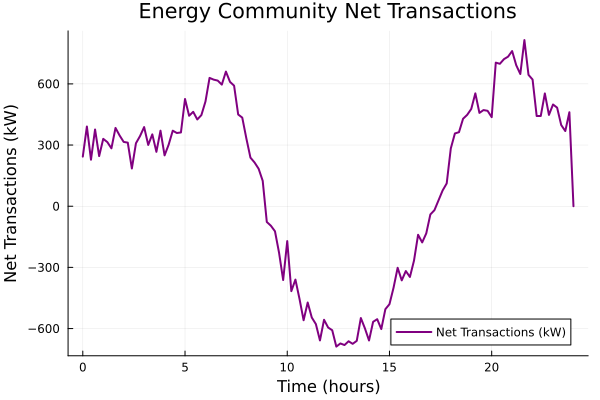 Energy Community Net Transactions
Net Transactions (kW)
600
300
0
−300
−600
Net Transactions (kW)
0 5 10 15 20
Time (hours)